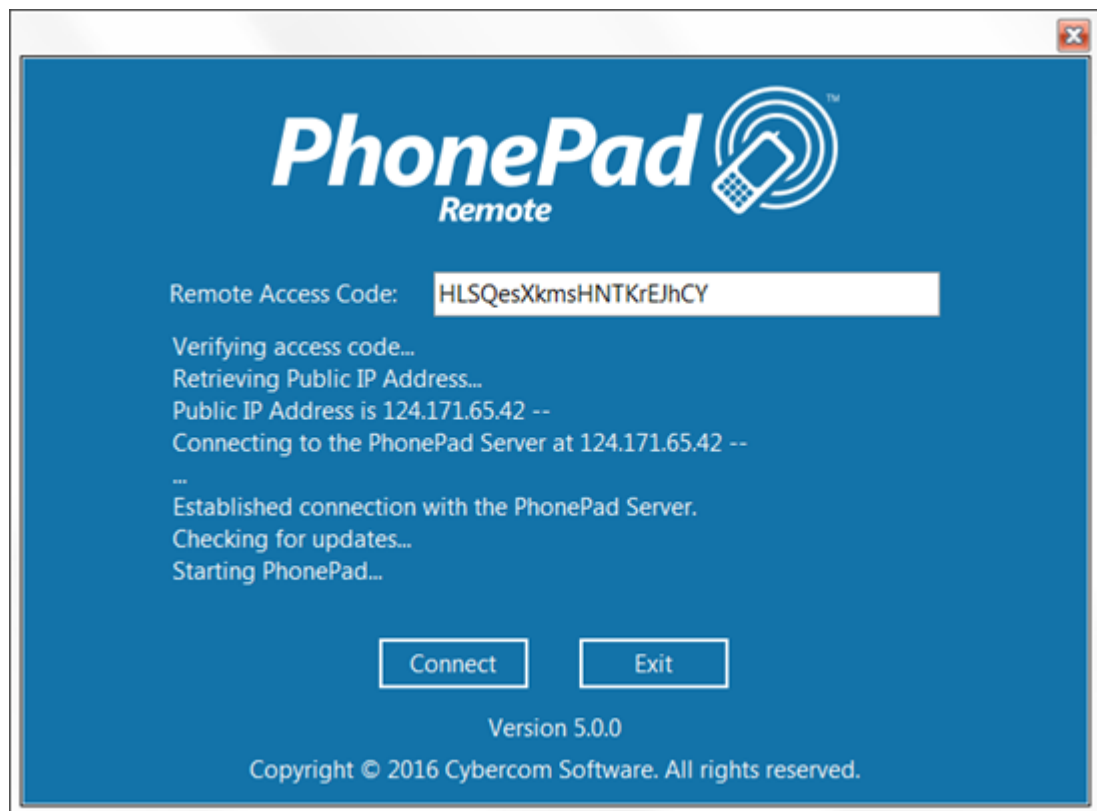 PhonePad ™
Remote
Remote Access Code: HLSQesXkmsHNTKrEJhCY
Verifying access code...
Retrieving Public IP Address...
Public IP Address is 124.171.65.42 --
Connecting to the PhonePad Server at 124.171.65.42 --
...
Established connection with the PhonePad Server.
Checking for updates...
Starting PhonePad...
Connect Exit
Version 5.0.0
Copyright © 2016 Cybercom Software. All rights reserved.